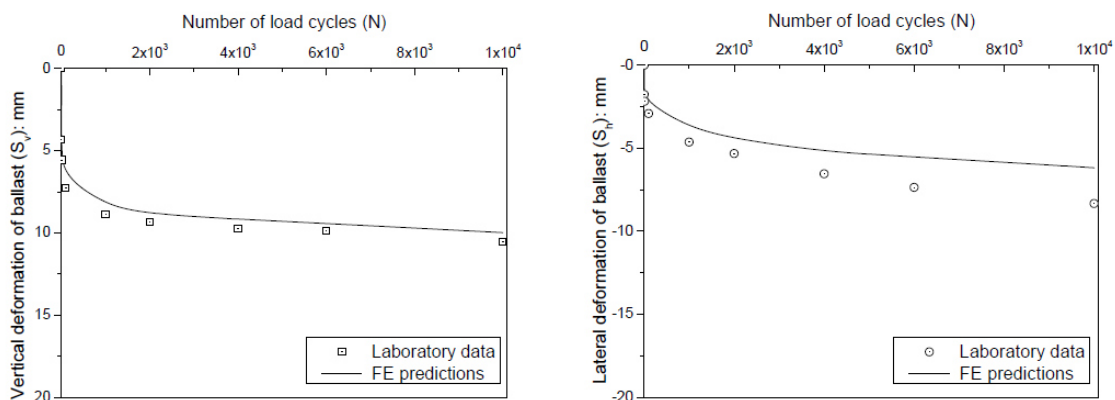 Number of load cycles (N)
0 2x10³ 4x10³ 6x10³ 1x10⁴
Vertical deformation of ballast (Sᵥ): mm
0
5
10
15
20
Laboratory data
FE predictions
Number of load cycles (N)
0 2x10³ 4x10³ 6x10³ 1x10⁴
Lateral deformation of ballast (Sₕ): mm
-0
-5
-10
-15
20
Laboratory data
FE predictions